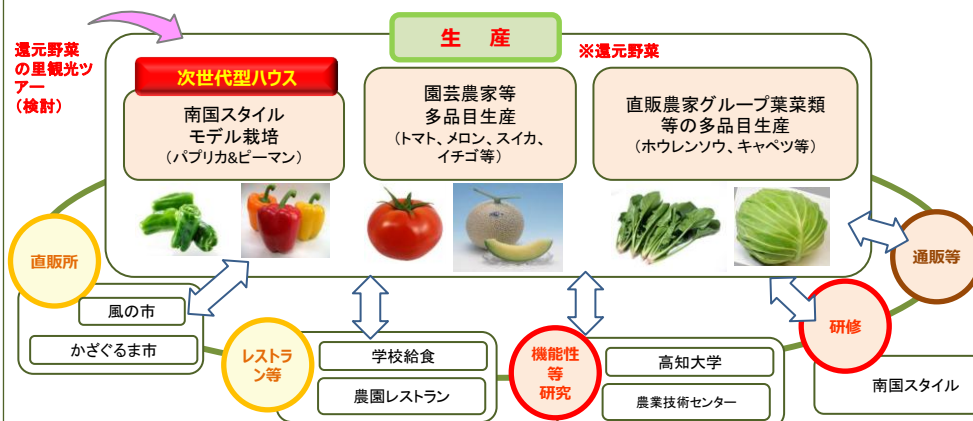 還元野菜
の里観光ツ
アー
(検討)
生 産
※還元野菜
次世代型ハウス
南国スタイル
モデル栽培
(パプリカ&ピーマン)
園芸農家等
多品目生産
(トマト、メロン、スイカ、
イチゴ等)
直販農家グループ葉菜類
等の多品目生産
(ホウレンソウ、キャベツ等)
直販所
風の市
かざぐるま市
レストラ
ン等
学校給食
農園レストラン
機能性
等
研究
高知大学
農業技術センター
研修
南国スタイル
通販等